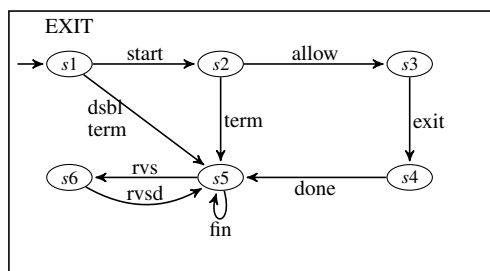 EXIT
s1
start
s2
allow
s3
dsbl
term
term
exit
s6
rvs
rvsd
s5
done
s4
fin